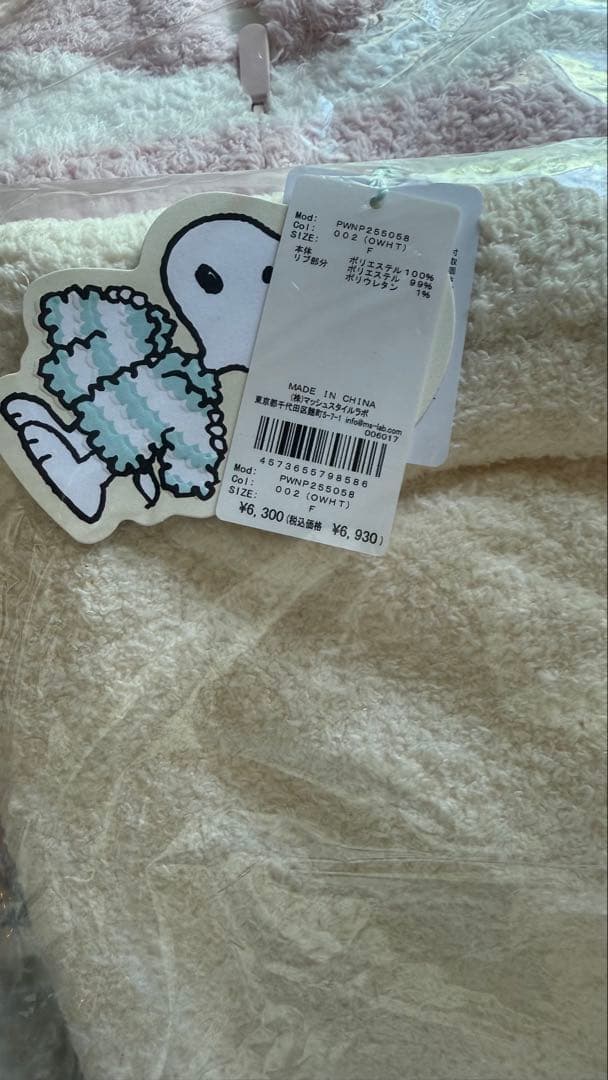 Mod: PWNP255058
Col: 002 (OWHT)
SIZE: F
本体 ポリエステル 100%
リブ部分 ポリエステル 99%
ポリウレタン 1%
MADE IN CHINA
(株)マッシュスタイルラボ
東京都千代田区麹町5-7-1 info@ms-lab.com
006017
4573655798586
Mod: PWNP255058
Col: 002 (OWHT)
SIZE: F
¥6,300(税込価格 ¥6,930)